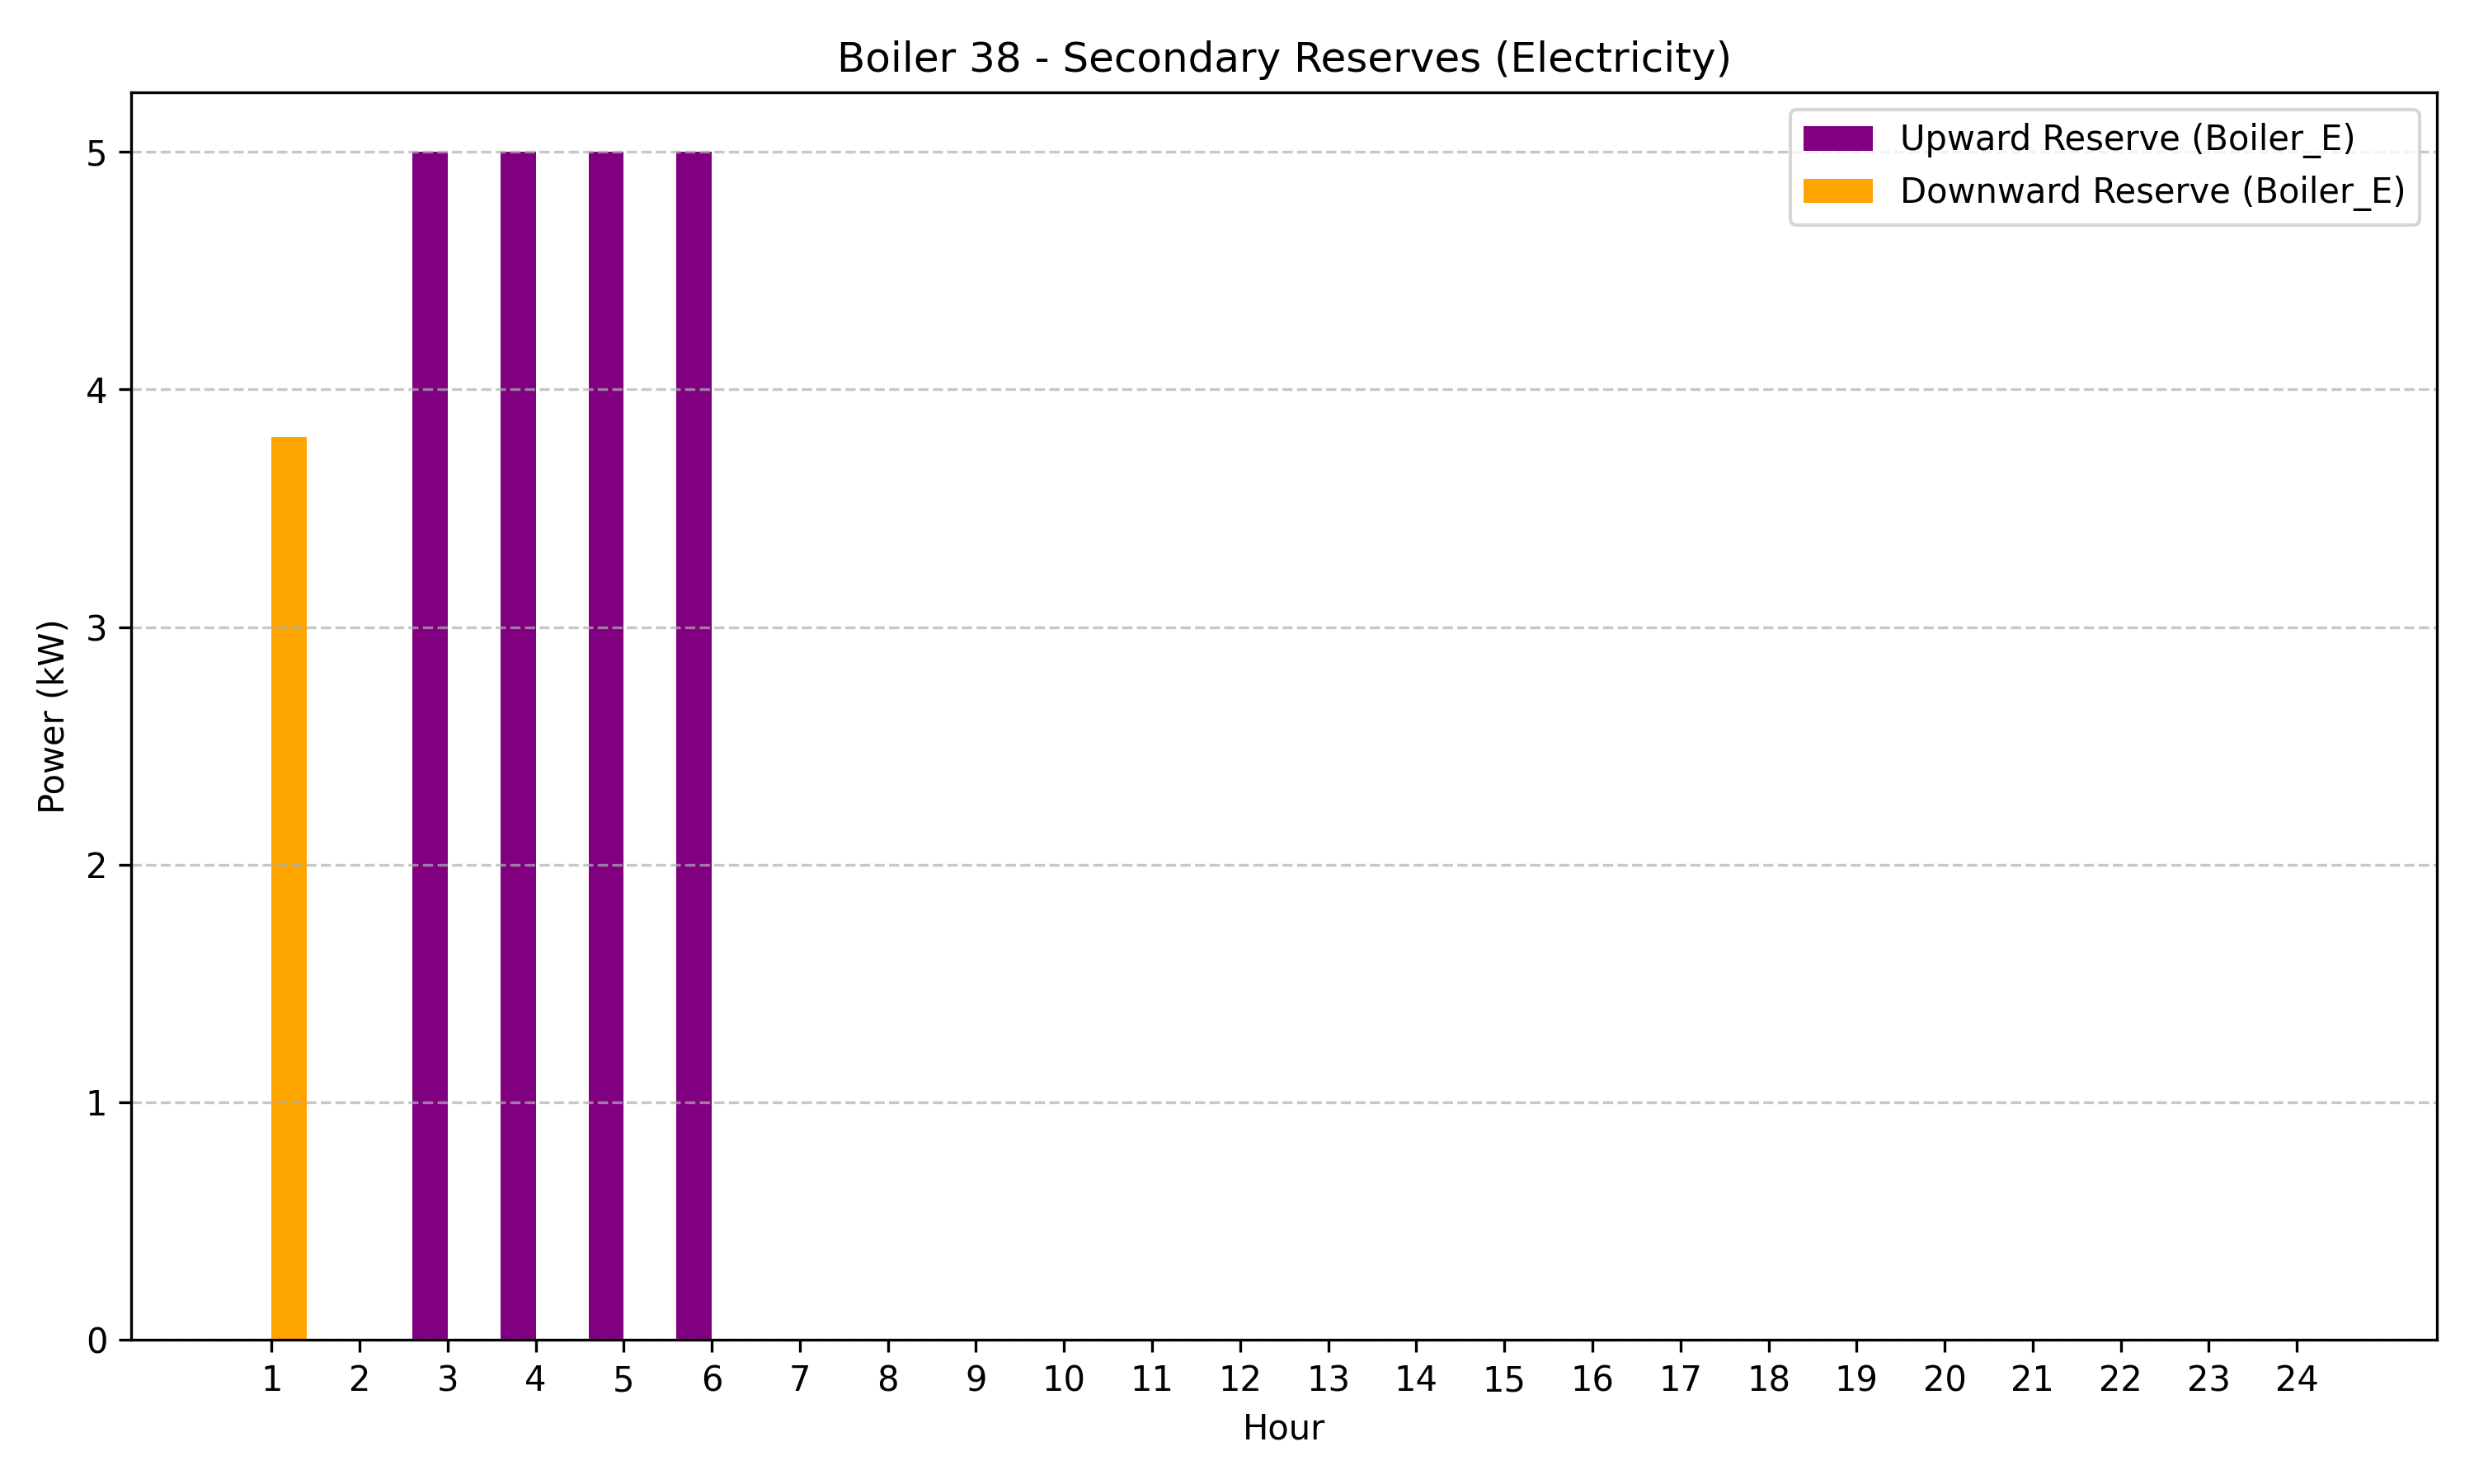 Boiler 38 - Secondary Reserves (Electricity)
Upward Reserve (Boiler_E)
Downward Reserve (Boiler_E)
5
4
3
2
1
0
Power (kW)
1 2 3 4 5 6 7 8 9 10 11 12 13 14 15 16 17 18 19 20 21 22 23 24
Hour